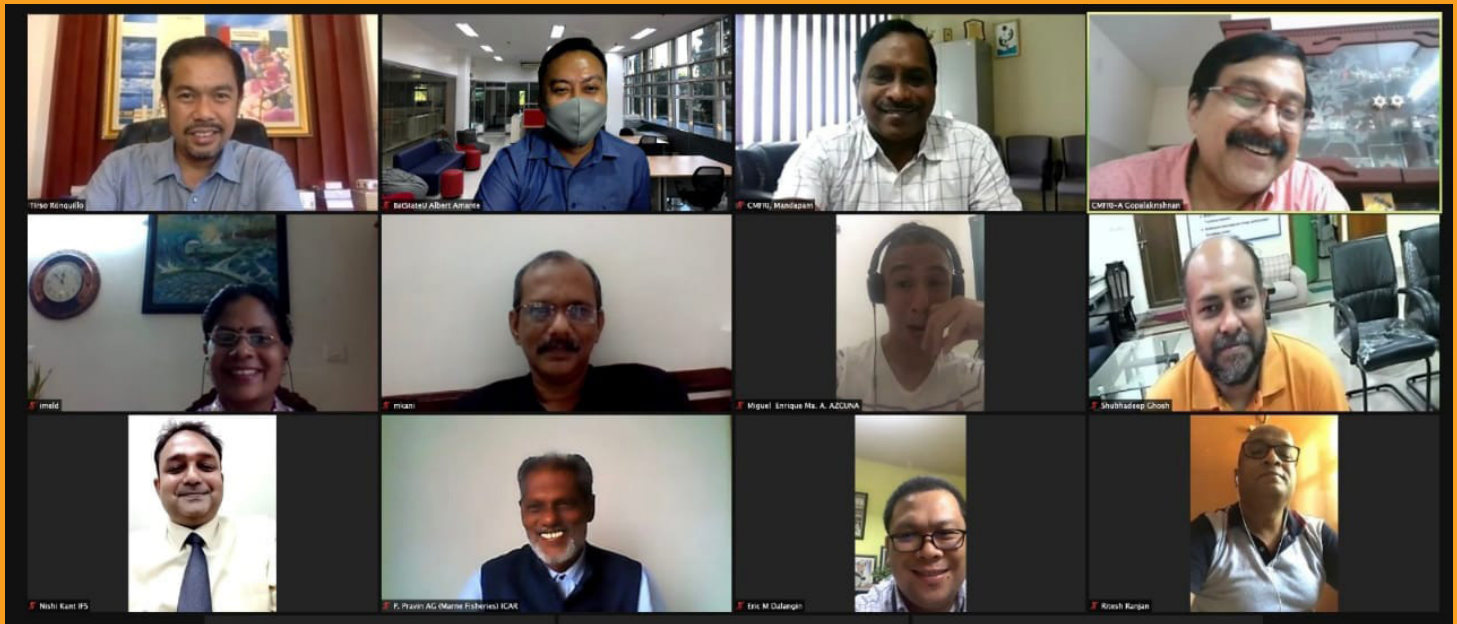 Tirso Ronquillo
BatStateU Albert Amante
CMFRI, Mandapam
CMFRI-A Gopalakrishnan
imeld
mkani
Miguel Enrique Ma. A. AZCUNA
Shubhadeep Ghosh
Nishi Kant IFS
P. Pravin AG (Marine Fisheries) ICAR
Eric M Dalangin
Ritesh Ranjan